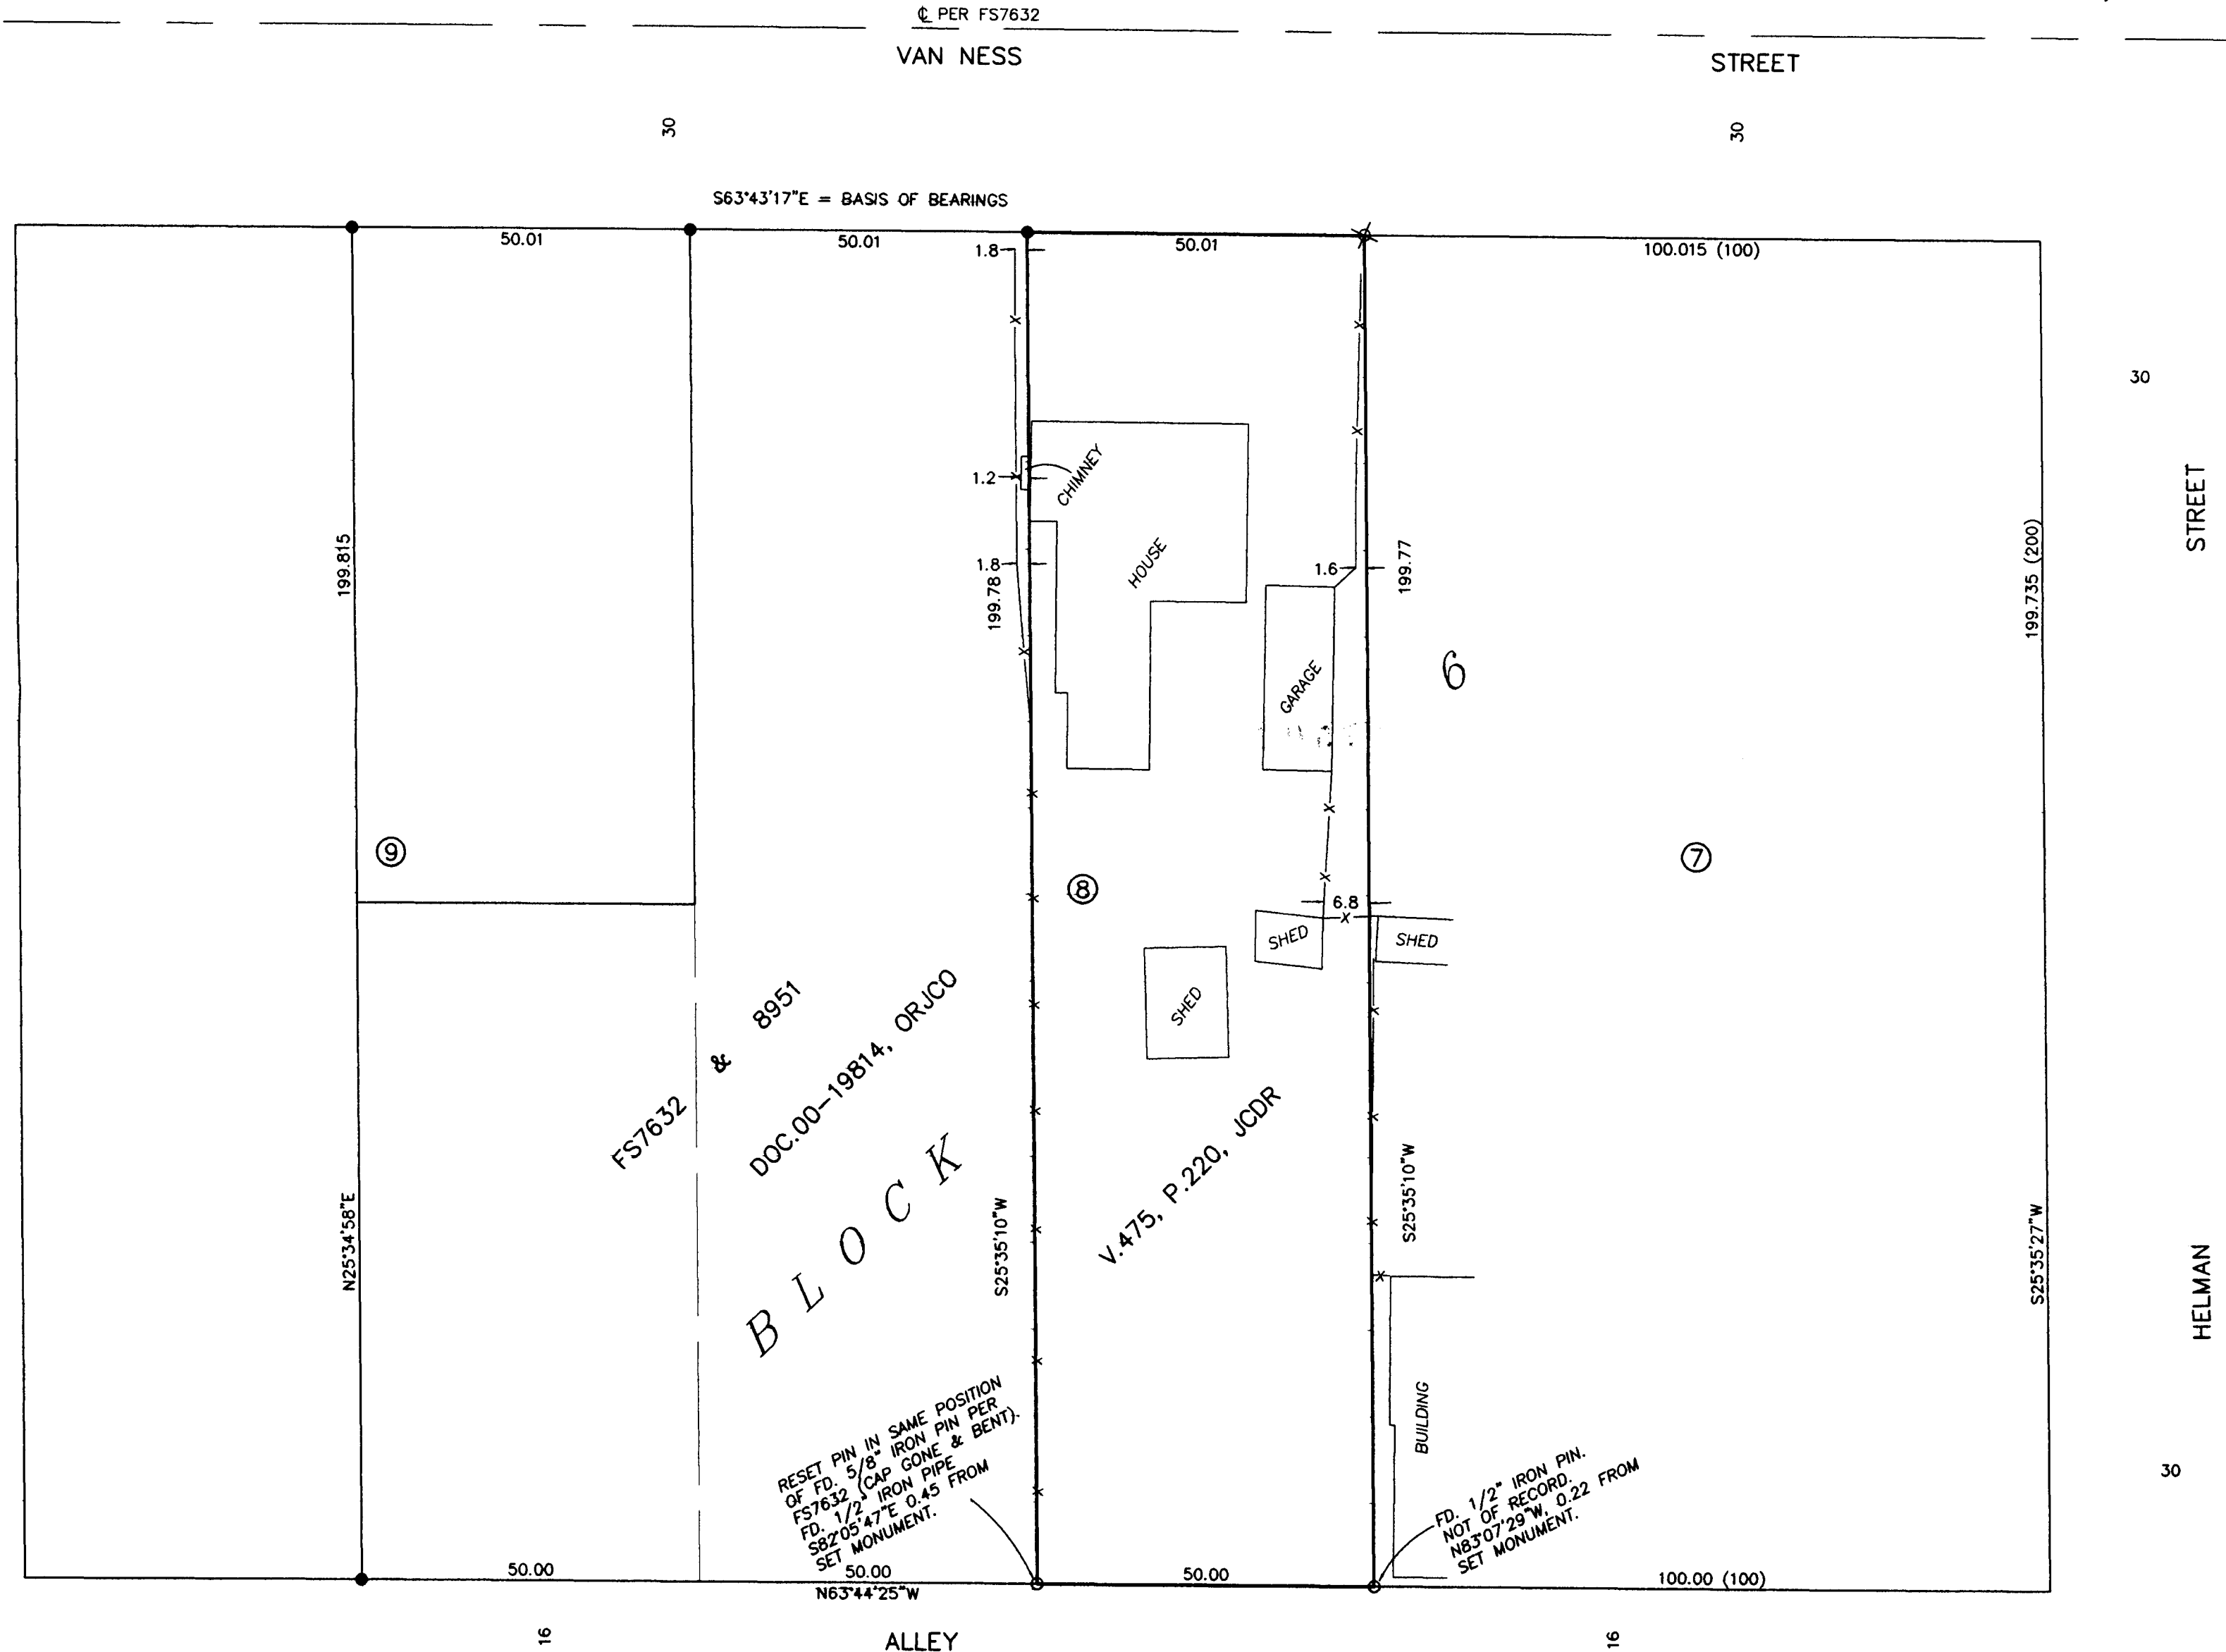 ℄ PER FS7632
VAN NESS
STREET
30
30
S63°43'17"E = BASIS OF BEARINGS
50.01
50.01
1.8
50.01
100.015 (100)
30
CHIMNEY
1.2
STREET
199.815
HOUSE
1.8
199.78
1.6
199.77
199.735 (200)
GARAGE
6
9
8
7
6.8
SHED
SHED
SHED
FS7632 & 8951
DOC.00-19814, ORJCO
V.475, P.220, JCDR
BLOCK
N25°34'58"E
S25°35'10"W
S25°35'10"W
S25°35'27"W
HELMAN
BUILDING
RESET PIN IN SAME POSITION
OF FD. 5/8" IRON PIN PER
FS7632 (CAP GONE & BENT).
FD. 1/2" IRON PIPE
S82°05'47"E 0.45 FROM
SET MONUMENT.
FD. 1/2" IRON PIN.
NOT OF RECORD.
N83°07'29"W, 0.22 FROM
SET MONUMENT.
30
50.00
50.00
50.00
100.00 (100)
N63°44'25"W
16
ALLEY
16